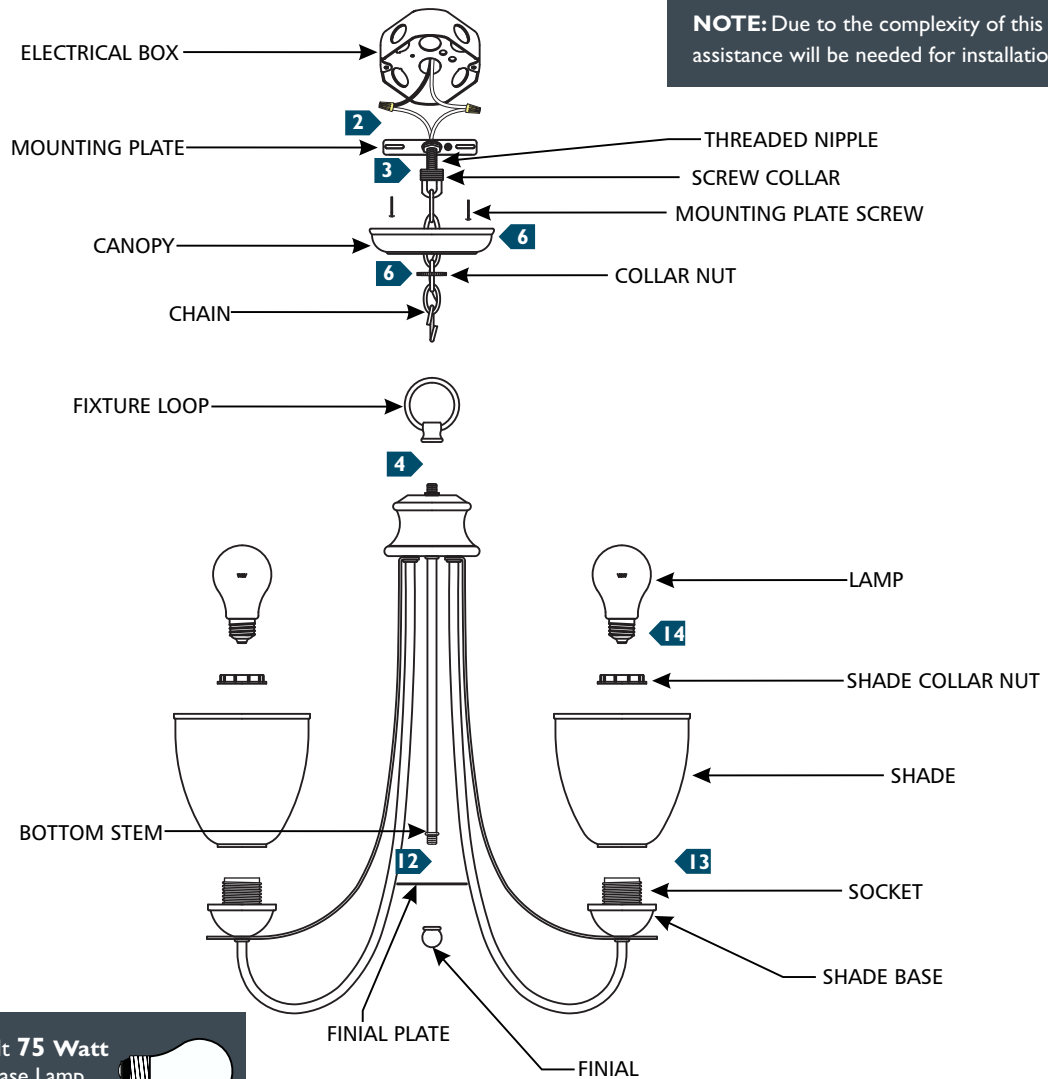 NOTE: Due to the complexity of this
assistance will be needed for
ELECTRICAL BOX
2
MOUNTING PLATE
THREADED NIPPLE
3
SCREW COLLAR
MOUNTING PLATE SCREW
CANOPY
6
6
COLLAR NUT
CHAIN
FIXTURE LOOP
4
LAMP
14
SHADE COLLAR NUT
SHADE
BOTTOM STEM
12
13
SOCKET
SHADE BASE
FINIAL PLATE
75 Watt
Lamp
FINIAL